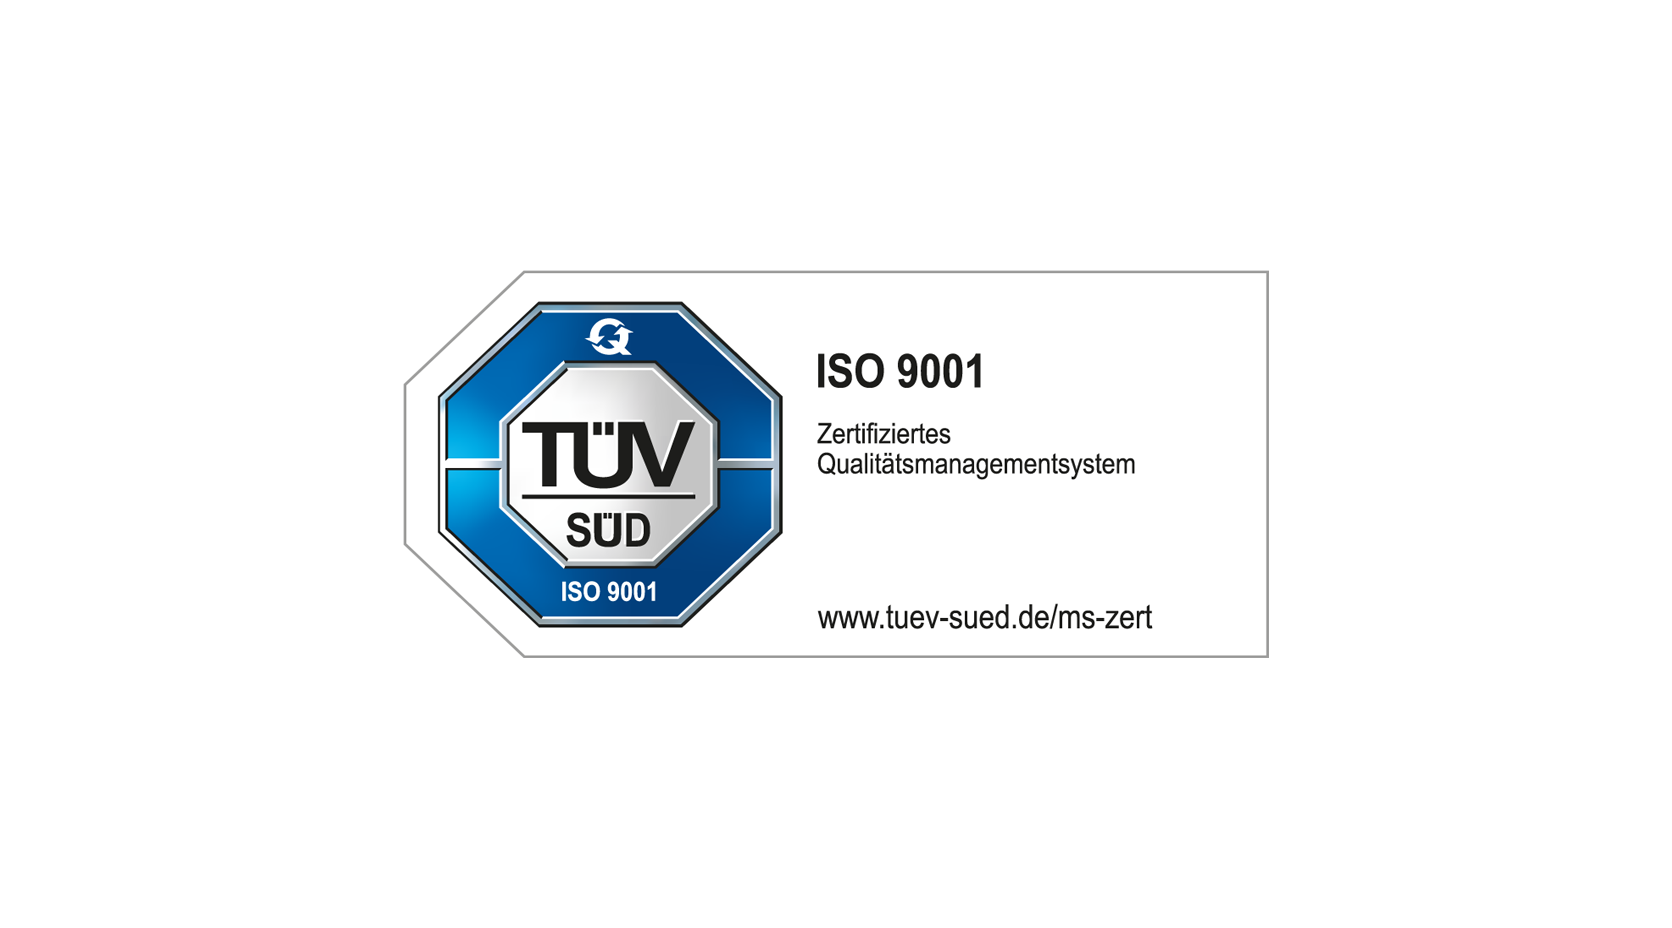 TÜV
SÜD
ISO 9001
ISO 9001
Zertifiziertes
Qualitätsmanagementsystem
www.tuev-sued.de/ms-zert